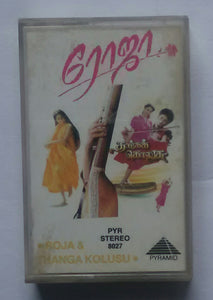 ரோஜா
தங்கக் கொலுசு
PYR
STEREO
8027
ROJA &
THANGA KOLUSU
PYRAMID